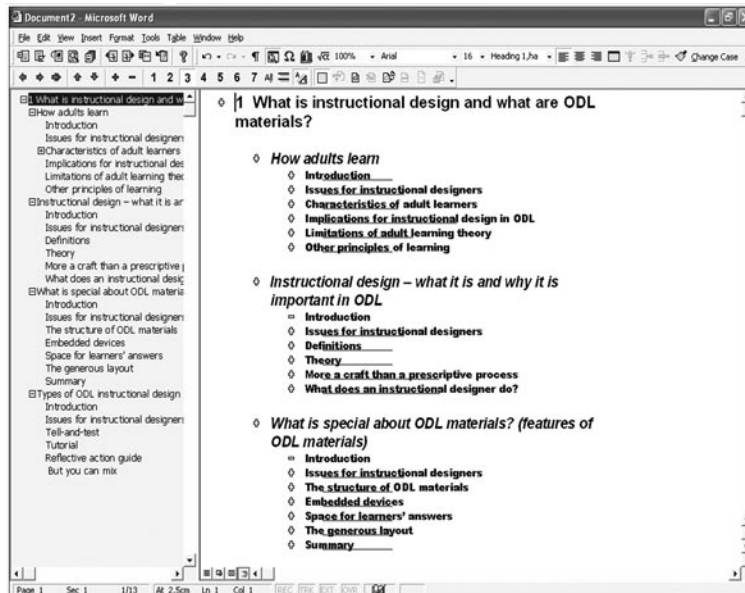 Document2 - Microsoft Word
File Edit View Insert Format Tools Table Window Help
100% Arial 16 Heading 1,ha Change Case
1 2 3 4 5 6 7 All
1 What is instructional design and w
How adults learn
Introduction
Issues for instructional designers
Characteristics of adult learners
Implications for instructional des
Limitations of adult learning theo
Other principles of learning
Instructional design – what it is ar
Introduction
Issues for instructional designers
Definitions
Theory
More a craft than a prescriptive p
What does an instructional desig
What is special about ODL materia
Introduction
Issues for instructional designers
The structure of ODL materials
Embedded devices
Space for learners' answers
The generous layout
Summary
Types of ODL instructional design
Introduction
Issues for instructional designers
Tell-and-test
Tutorial
Reflective action guide
But you can mix
1 What is instructional design and what are ODL
materials?
How adults learn
Introduction
Issues for instructional designers
Characteristics of adult learners
Implications for instructional design in ODL
Limitations of adult learning theory
Other principles of learning
Instructional design – what it is and why it is
important in ODL
Introduction
Issues for instructional designers
Definitions
Theory
More a craft than a prescriptive process
What does an instructional designer do?
What is special about ODL materials? (features of
ODL materials)
Introduction
Issues for instructional designers
The structure of ODL materials
Embedded devices
Space for learners' answers
The generous layout
Summary
Page 1 Sec 1 1/13 At 2.5cm Ln 1 Col 1 REC TRK EXT OVR